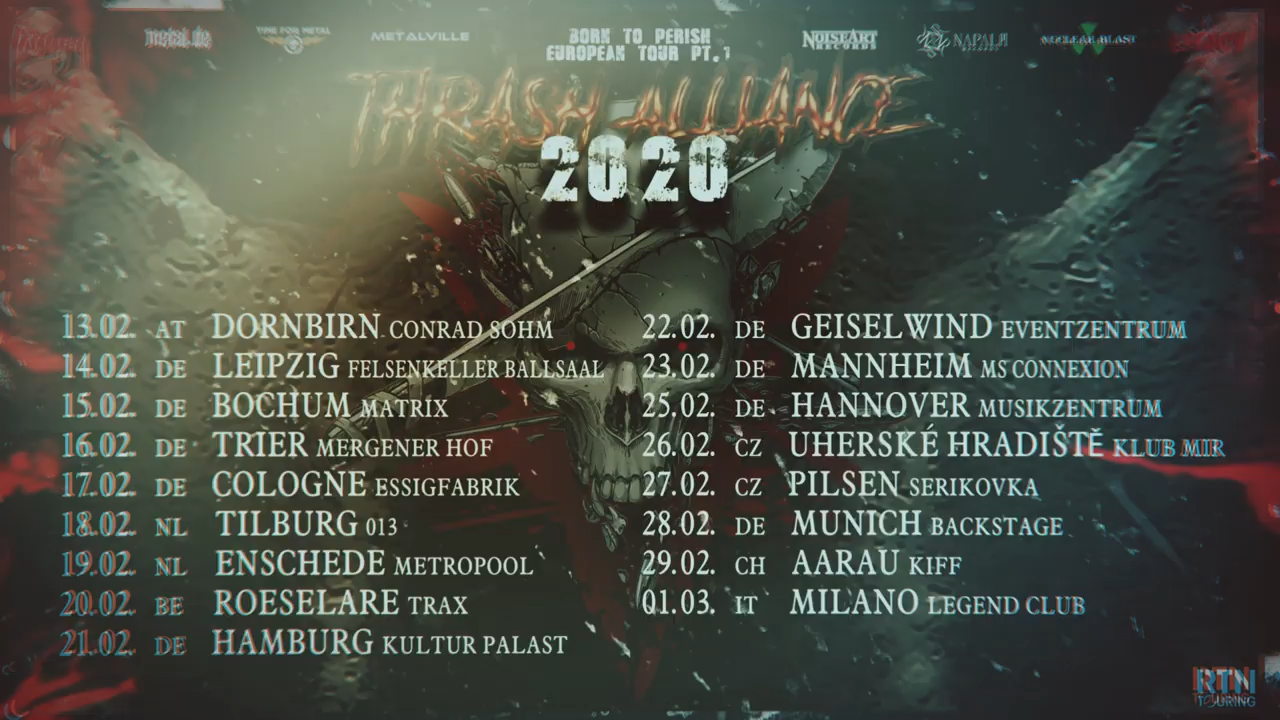 metal.de
TIME FOR METAL
METALVILLE
BORN TO PERISH
EUROPEAN TOUR PT.1
NOISEART
RECORDS
NAPALM
NUCLEAR BLAST
THRASH ALLIANCE
2020
13.02. AT DORNBIRN CONRAD SOHM
14.02. DE LEIPZIG FELSENKELLER BALLSAAL
15.02. DE BOCHUM MATRIX
16.02. DE TRIER MERGENER HOF
17.02. DE COLOGNE ESSIGFABRIK
18.02. NL TILBURG 013
19.02. NL ENSCHEDE METROPOOL
20.02. BE ROESELARE TRAX
21.02. DE HAMBURG KULTUR PALAST
22.02. DE GEISELWIND EVENTZENTRUM
23.02. DE MANNHEIM MS CONNEXION
25.02. DE HANNOVER MUSIKZENTRUM
26.02. CZ UHERSKÉ HRADIŠTĚ KLUB MIR
27.02. CZ PILSEN SERIKOVKA
28.02. DE MUNICH BACKSTAGE
29.02. CH AARAU KIFF
01.03. IT MILANO LEGEND CLUB
RTN
TOURING